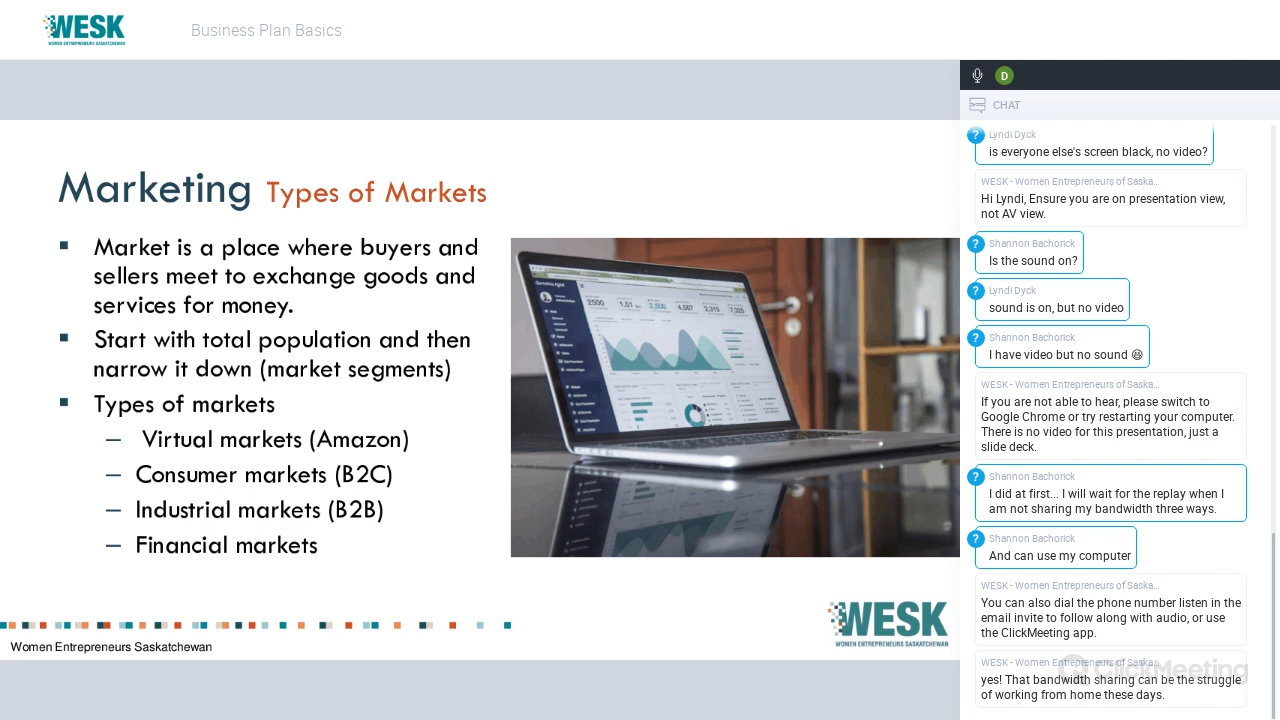 WESK
WOMEN ENTREPRENEURS SASKATCHEWAN
Business Plan Basics
D
CHAT
Marketing Types of Markets
Market is a place where buyers and
sellers meet to exchange goods and
services for money.
Start with total population and then
narrow it down (market segments)
Types of markets
– Virtual markets (Amazon)
– Consumer markets (B2C)
– Industrial markets (B2B)
– Financial markets
WESK
WOMEN ENTREPRENEURS SASKATCHEWAN
Women Entrepreneurs Saskatchewan
?
Lyndi Dyck
is everyone else's screen black, no video?
WESK - Women Entrepreneurs of Saska...
Hi Lyndi, Ensure you are on presentation view,
not AV view.
?
Shannon Bachorick
Is the sound on?
?
Lyndi Dyck
sound is on, but no video
?
Shannon Bachorick
I have video but no sound 😆
WESK - Women Entrepreneurs of Saska...
If you are not able to hear, please switch to
Google Chrome or try restarting your computer.
There is no video for this presentation, just a
slide deck.
?
Shannon Bachorick
I did at first... I will wait for the replay when I
am not sharing my bandwidth three ways.
?
Shannon Bachorick
And can use my computer
WESK - Women Entrepreneurs of Saska...
You can also dial the phone number listen in the
email invite to follow along with audio, or use
the ClickMeeting app.
WESK - Women Entrepreneurs of Saska...
yes! That bandwidth sharing can be the struggle
of working from home these days.
ClickMeeting